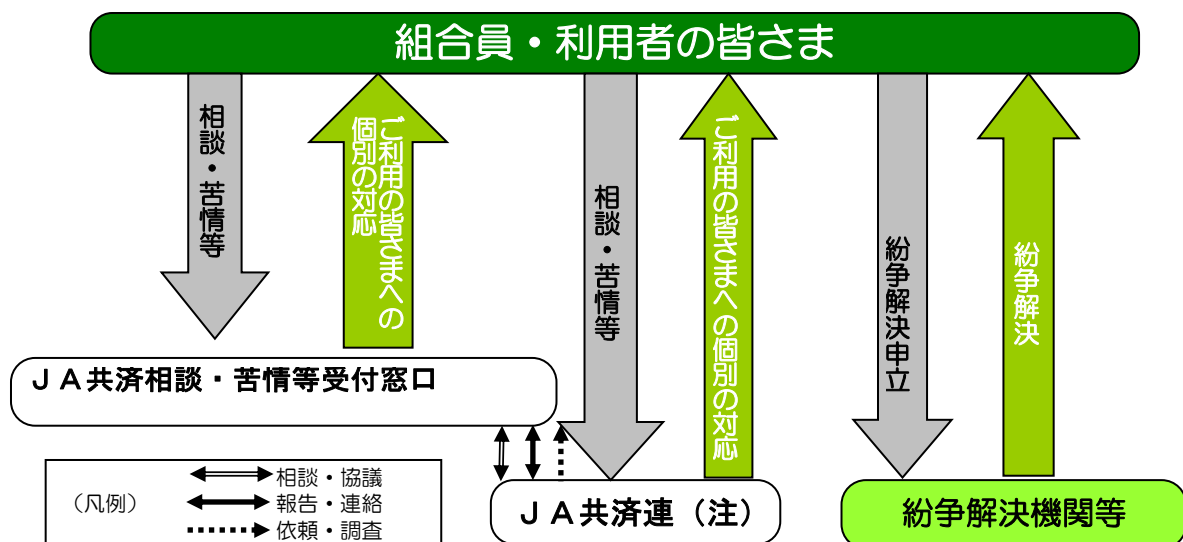 組合員・利用者の皆さま
相談・苦情等
ご利用の皆さまへの
個別の対応
相談・苦情等
ご利用の皆さまへ の個別の対応
紛争解決申立
紛争解決
ＪＡ共済相談・苦情等受付窓口
（凡例）
相談・協議
報告・連絡
依頼・調査
ＪＡ共済連（注）
紛争解決機関等